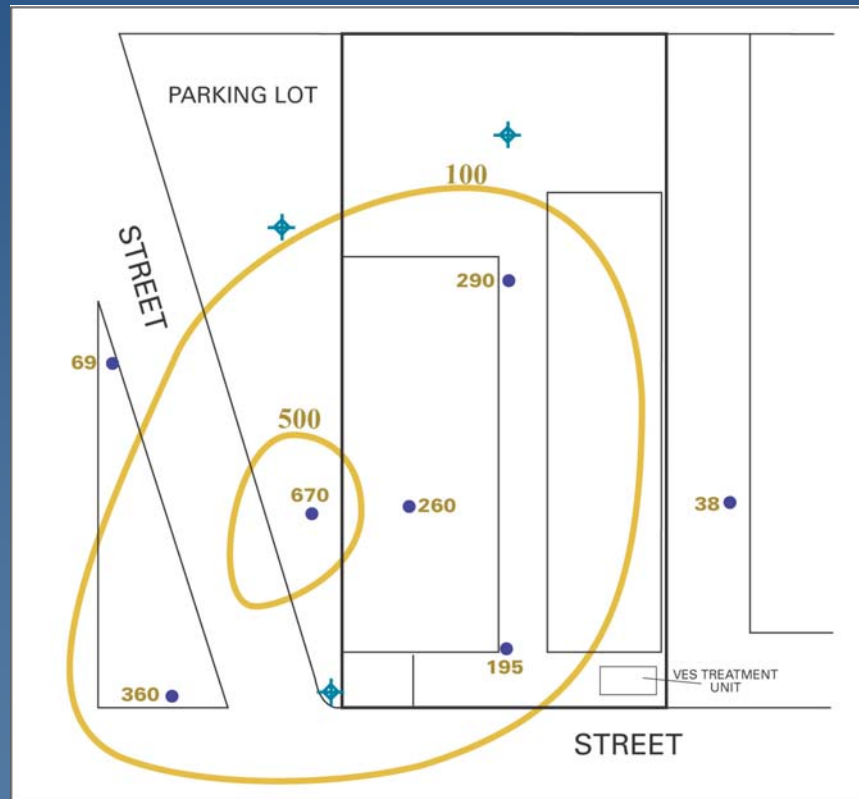 PARKING LOT
100
STREET
290
69
500
670
260
38
195
360
VES TREATMENT
UNIT
STREET